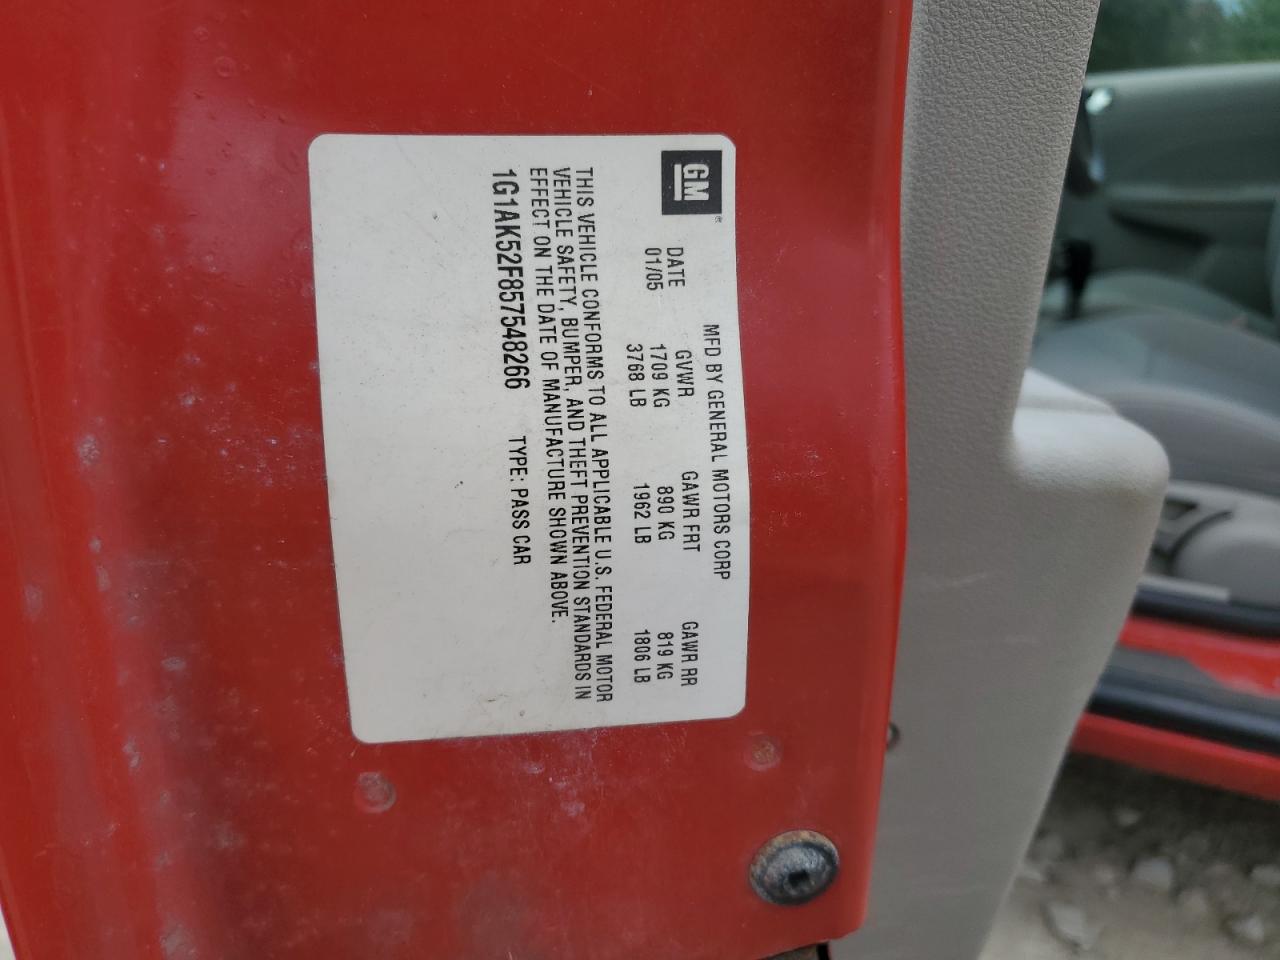 GM
MFD BY GENERAL MOTORS CORP
DATE GVWR GAWR FRT GAWR RR
01/05 1709 KG 890 KG 819 KG
3768 LB 1962 LB 1806 LB
THIS VEHICLE CONFORMS TO ALL APPLICABLE U.S. FEDERAL MOTOR
VEHICLE SAFETY, BUMPER, AND THEFT PREVENTION STANDARDS IN
EFFECT ON THE DATE OF MANUFACTURE SHOWN ABOVE.
1G1AK52F857548266 TYPE: PASS CAR